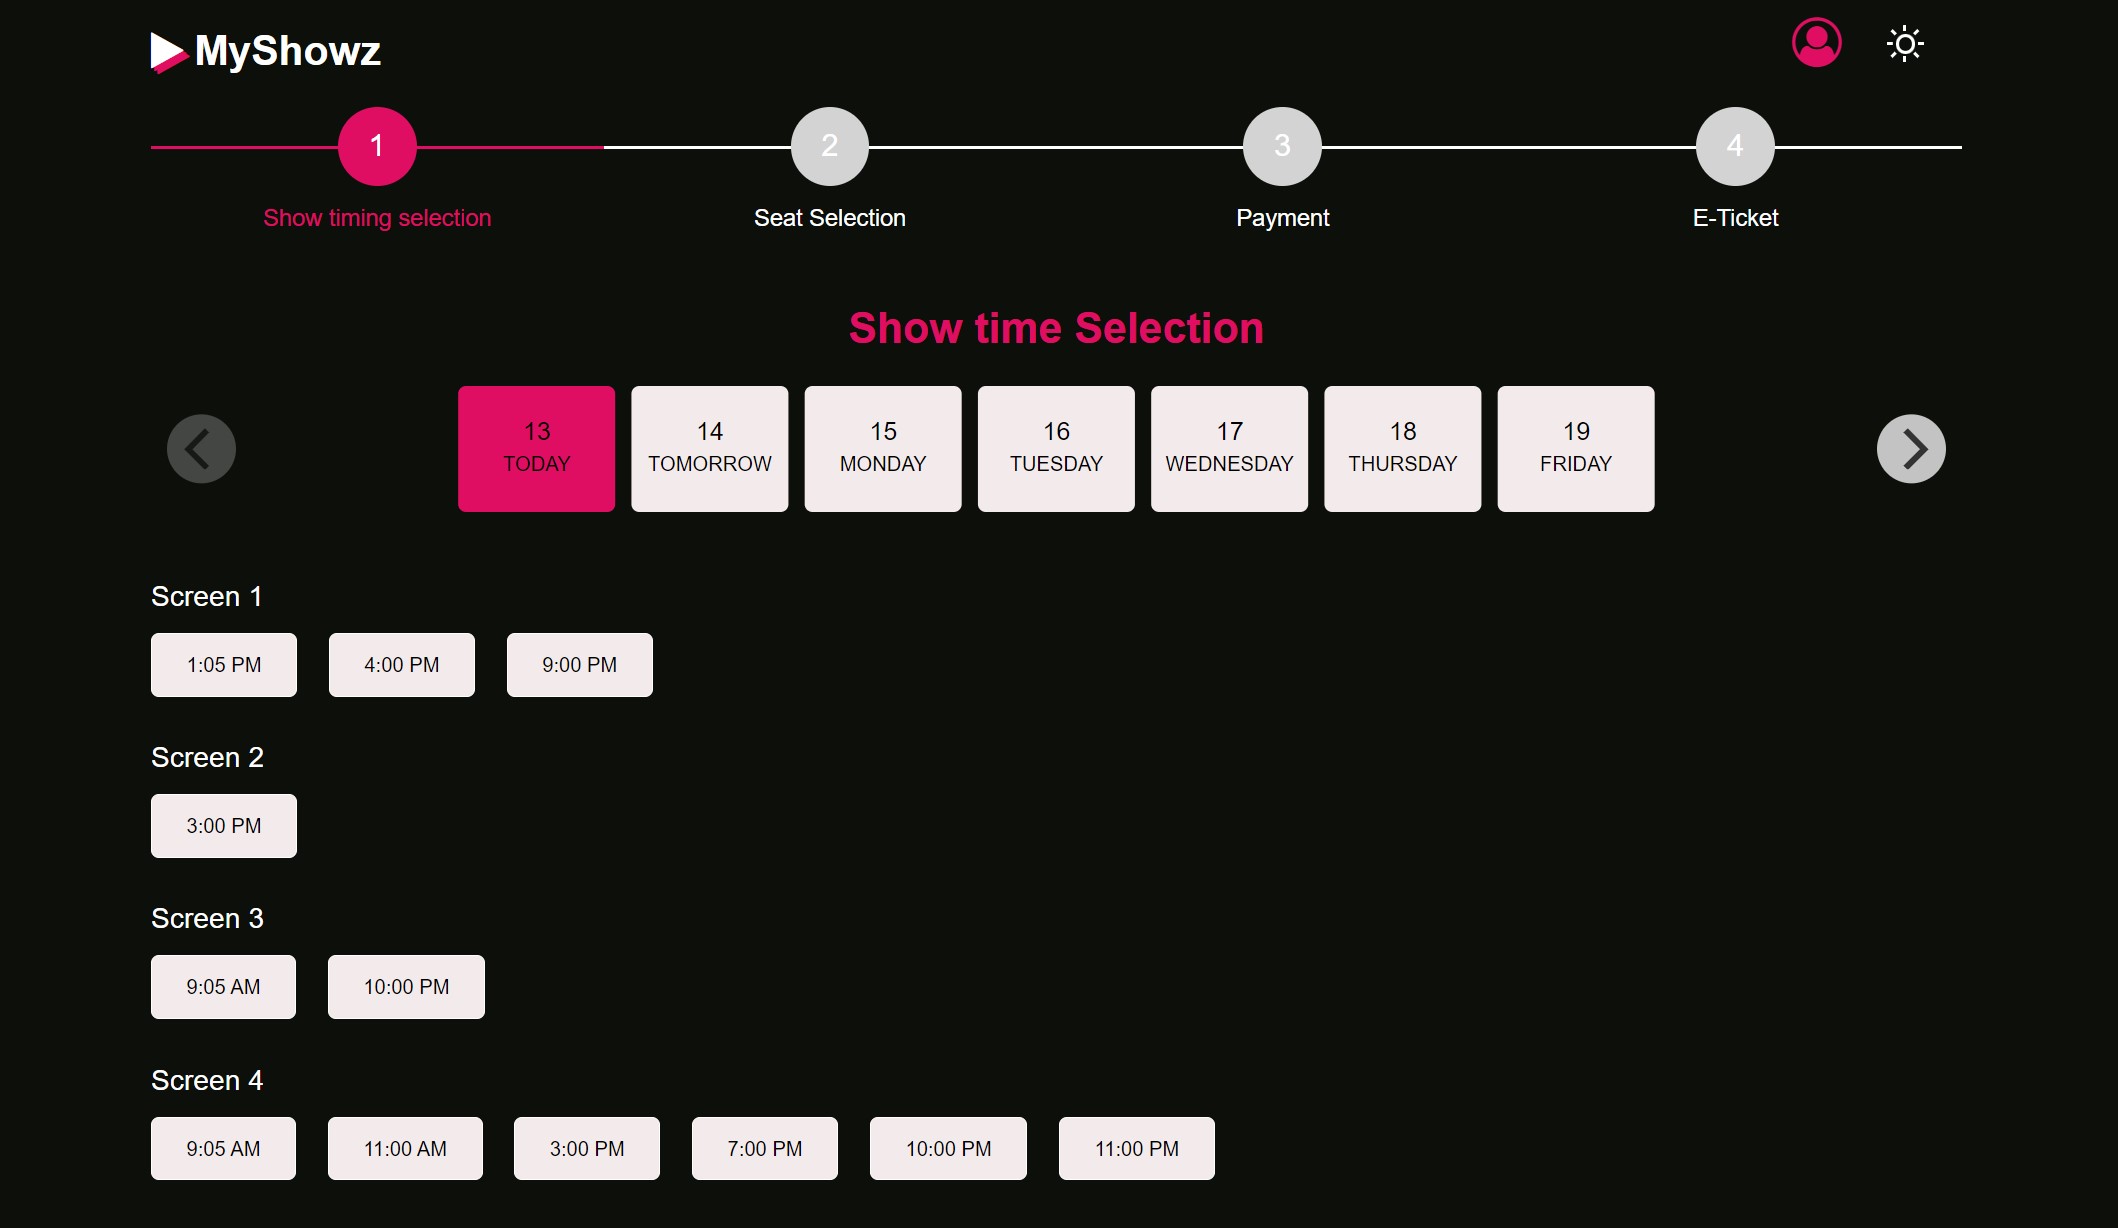 MyShowz
1 2 3 4
Show timing selection Seat Selection Payment E-Ticket
Show time Selection
13 14 15 16 17 18 19
TODAY TOMORROW MONDAY TUESDAY WEDNESDAY THURSDAY FRIDAY
Screen 1
1:05 PM 4:00 PM 9:00 PM
Screen 2
3:00 PM
Screen 3
9:05 AM 10:00 PM
Screen 4
9:05 AM 11:00 AM 3:00 PM 7:00 PM 10:00 PM 11:00 PM